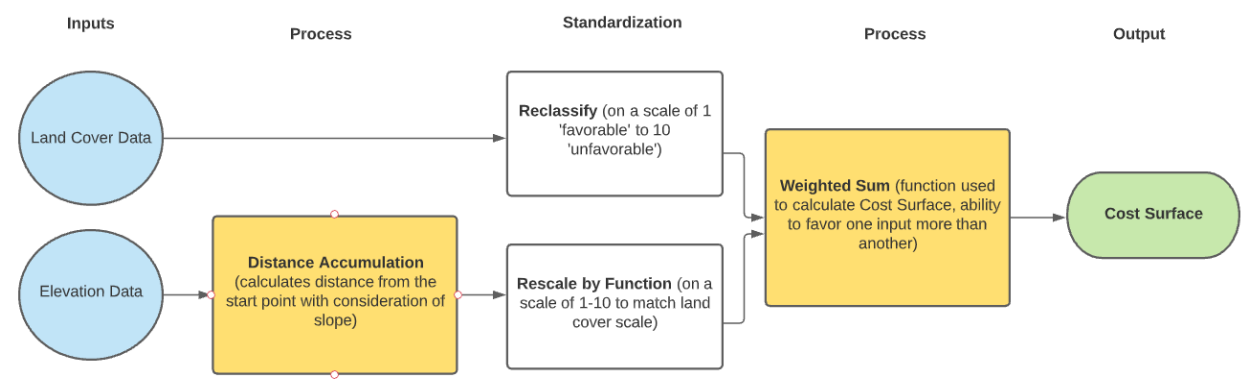 Inputs
Process
Standardization
Process
Output
Land Cover Data
Reclassify (on a scale of 1
'favorable' to 10
'unfavorable')
Weighted Sum (function used
to calculate Cost Surface, ability
to favor one input more than
another)
Cost Surface
Elevation Data
Distance Accumulation
(calculates distance from the
start point with consideration of
slope)
Rescale by Function (on a
scale of 1-10 to match land
cover scale)